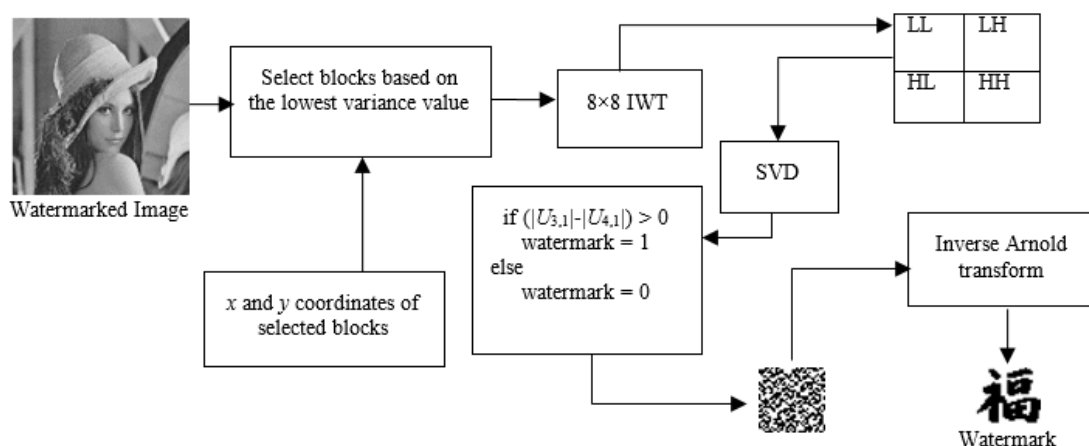 Watermarked Image
Select blocks based on
the lowest variance value
x and y coordinates of
selected blocks
8×8 IWT
LL LH
HL HH
SVD
if (|U3,1|-|U4,1|) > 0
watermark = 1
else
watermark = 0
Inverse Arnold
transform
福
Watermark